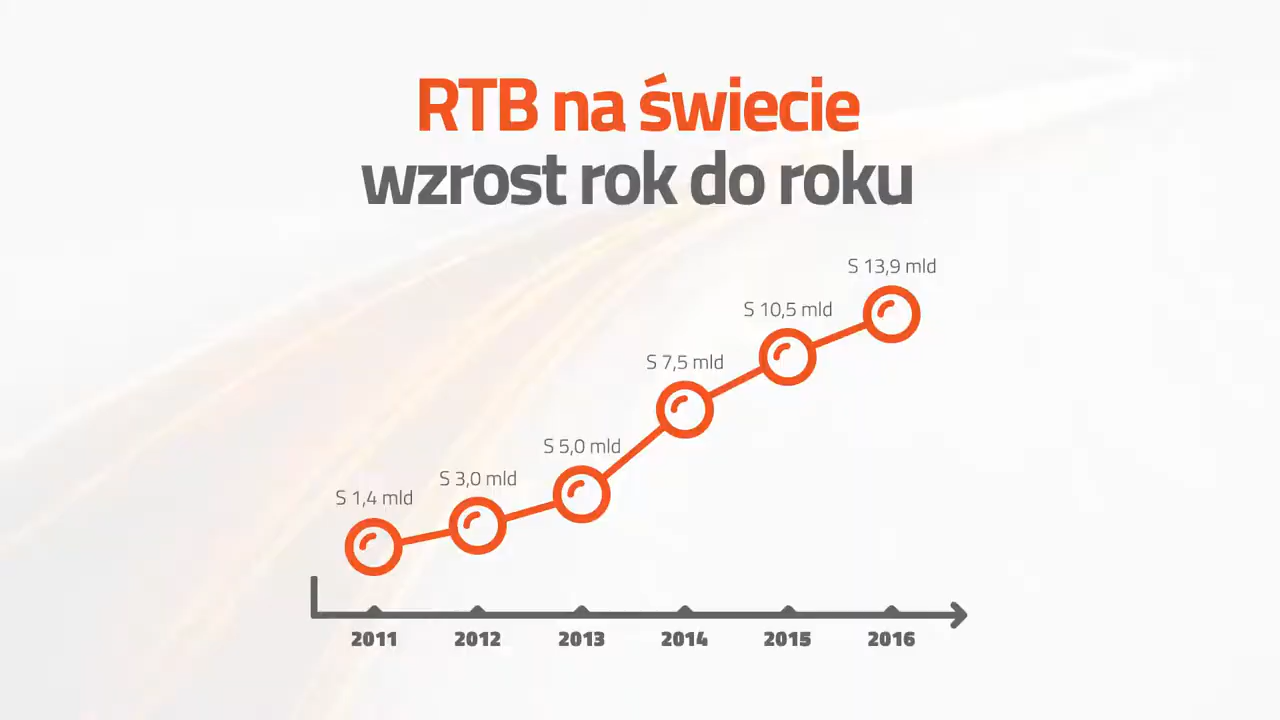 RTB na świecie
wzrost rok do roku
S 13,9 mld
S 10,5 mld
S 7,5 mld
S 5,0 mld
S 3,0 mld
S 1,4 mld
2011 2012 2013 2014 2015 2016